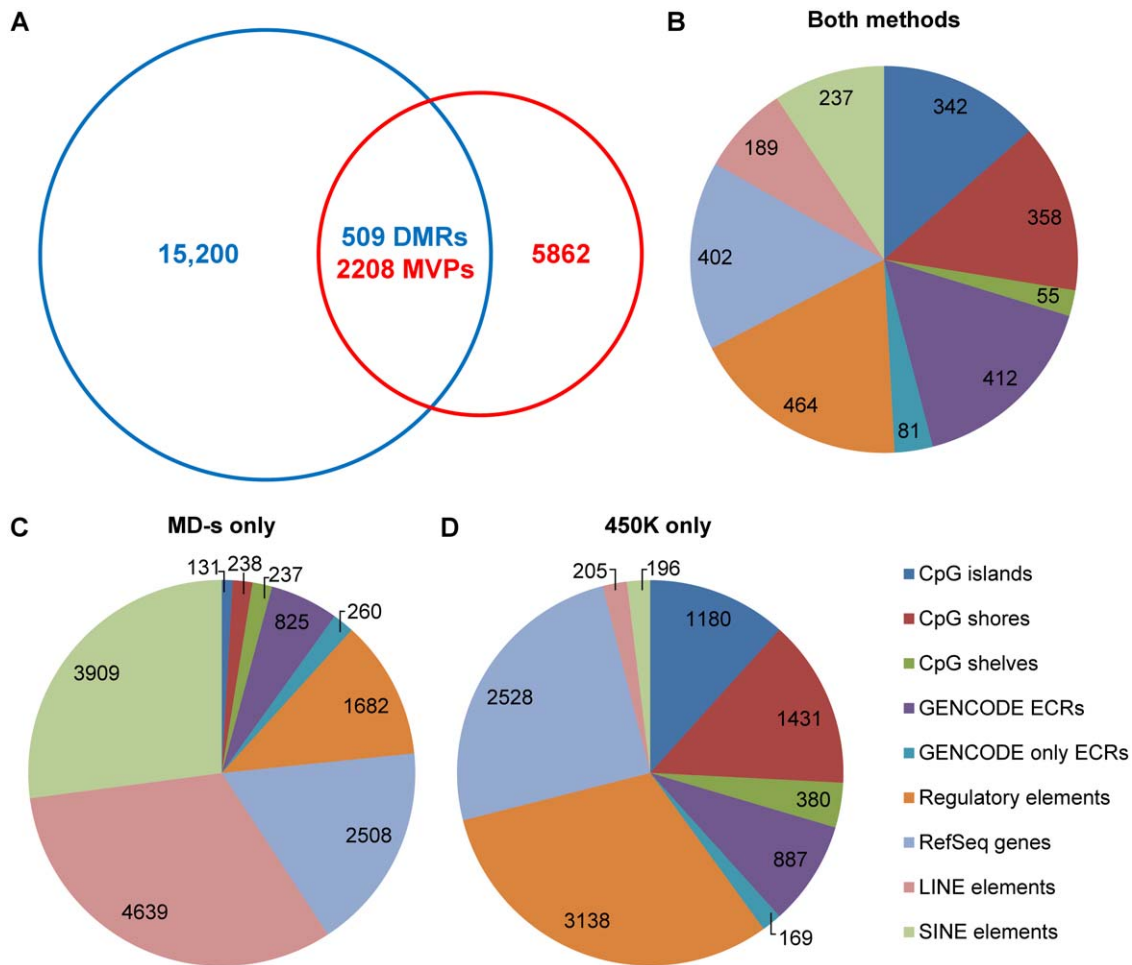 A
15,200
509 DMRs
2208 MVPs
5862
B
Both methods
342
358
55
412
81
464
402
189
237
C
MD-s only
131
238
237
825
260
1682
2508
4639
3909
D
450K only
1180
1431
380
887
169
3138
2528
205
196
CpG islands
CpG shores
CpG shelves
GENCODE ECRs
GENCODE only ECRs
Regulatory elements
RefSeq genes
LINE elements
SINE elements